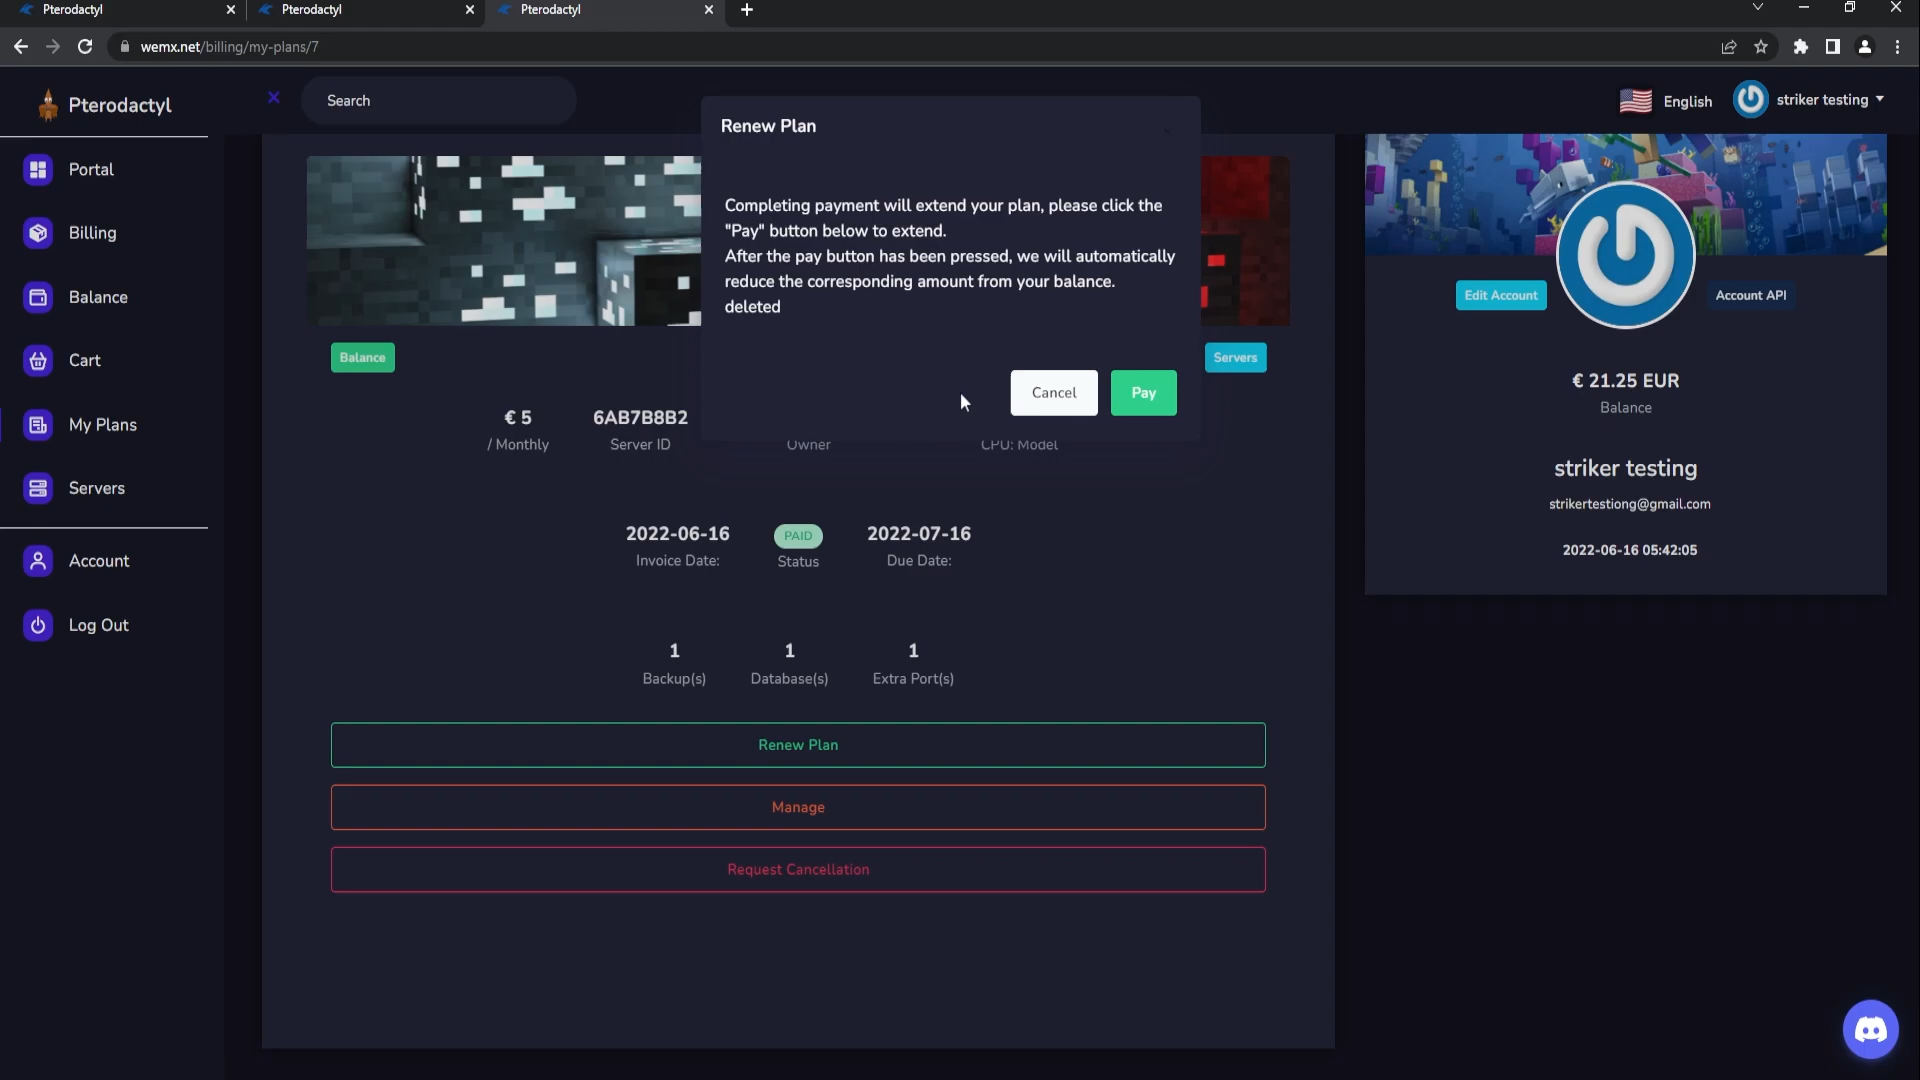 Pterodactyl
Pterodactyl
Pterodactyl
wemx.net/billing/my-plans/7
Pterodactyl
Search
English
striker testing
Portal
Billing
Balance
Cart
My Plans
Servers
Account
Log Out
Renew Plan
Completing payment will extend your plan, please click the
"Pay" button below to extend.
After the pay button has been pressed, we will automatically
reduce the corresponding amount from your balance.
deleted
Cancel
Pay
Balance
Servers
€ 5
/ Monthly
6AB7B8B2
Server ID
Owner
CPU: Model
2022-06-16
Invoice Date:
PAID
Status
2022-07-16
Due Date:
1
Backup(s)
1
Database(s)
1
Extra Port(s)
Renew Plan
Manage
Request Cancellation
Edit Account
Account API
€ 21.25 EUR
Balance
striker testing
strikertestiong@gmail.com
2022-06-16 05:42:05